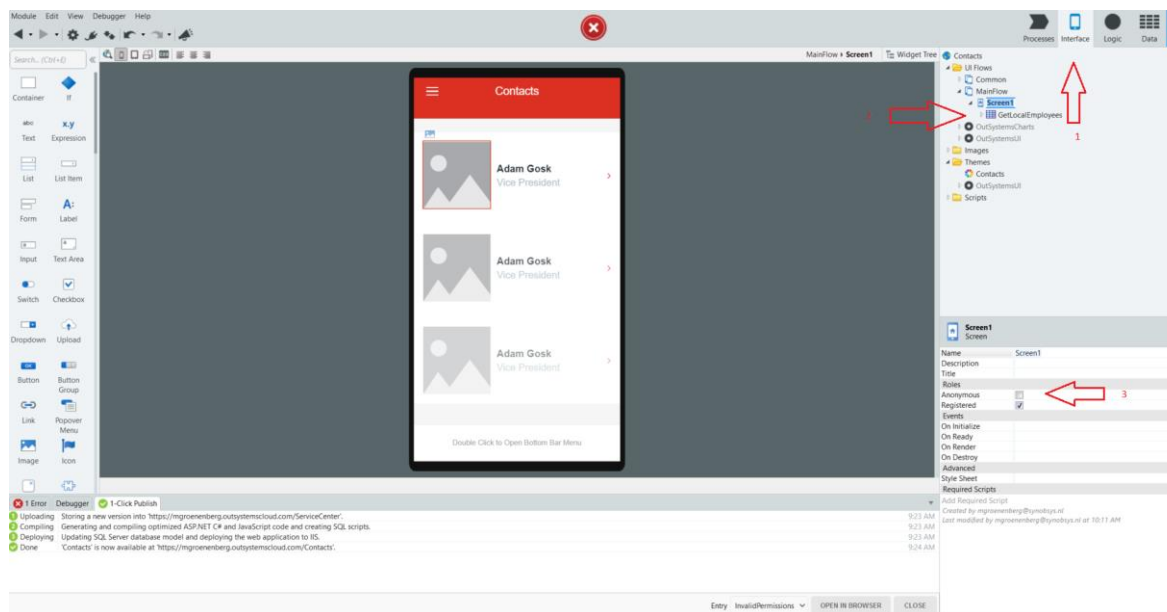 Module Edit View Debugger Help
Processes Interface Logic Data
Search... (Ctrl+E)
MainFlow Screen1 Widget Tree
Container If
Text Expression
List List Item
Form Label
Input Text Area
Switch Checkbox
Dropdown Upload
Button Button Group
Link Popover Menu
Image Icon
Contacts
Adam Gosk
Vice President
Adam Gosk
Vice President
Adam Gosk
Vice President
Double Click to Open Bottom Bar Menu
Contacts
UI Flows
Common
MainFlow
Screen1
GetLocalEmployees
OutSystemsCharts
OutSystemsUI
Images
Themes
Contacts
OutSystemsUI
Scripts
1
3
Screen1
Screen
Name Screen1
Description
Title
Roles
Anonymous
Registered
Events
On Initialize
On Ready
On Render
On Destroy
Advanced
Style Sheet
Required Scripts
Add Required Script
Created by mgroenenberg@synobsys.nl
Last modified by mgroenenberg@synobsys.nl at 10:11 AM
1 Error Debugger 1-Click Publish
Uploading Storing a new version into 'https://mgroenenberg.outsystemscloud.com/ServiceCenter'. 9:23 AM
Compiling Generating and compiling optimized ASP.NET C# and JavaScript code and creating SQL scripts. 9:23 AM
Deploying Updating SQL Server database model and deploying the web application to IIS. 9:23 AM
Done 'Contacts' is now available at 'https://mgroenenberg.outsystemscloud.com/Contacts'. 9:24 AM
Entry InvalidPermissions OPEN IN BROWSER CLOSE